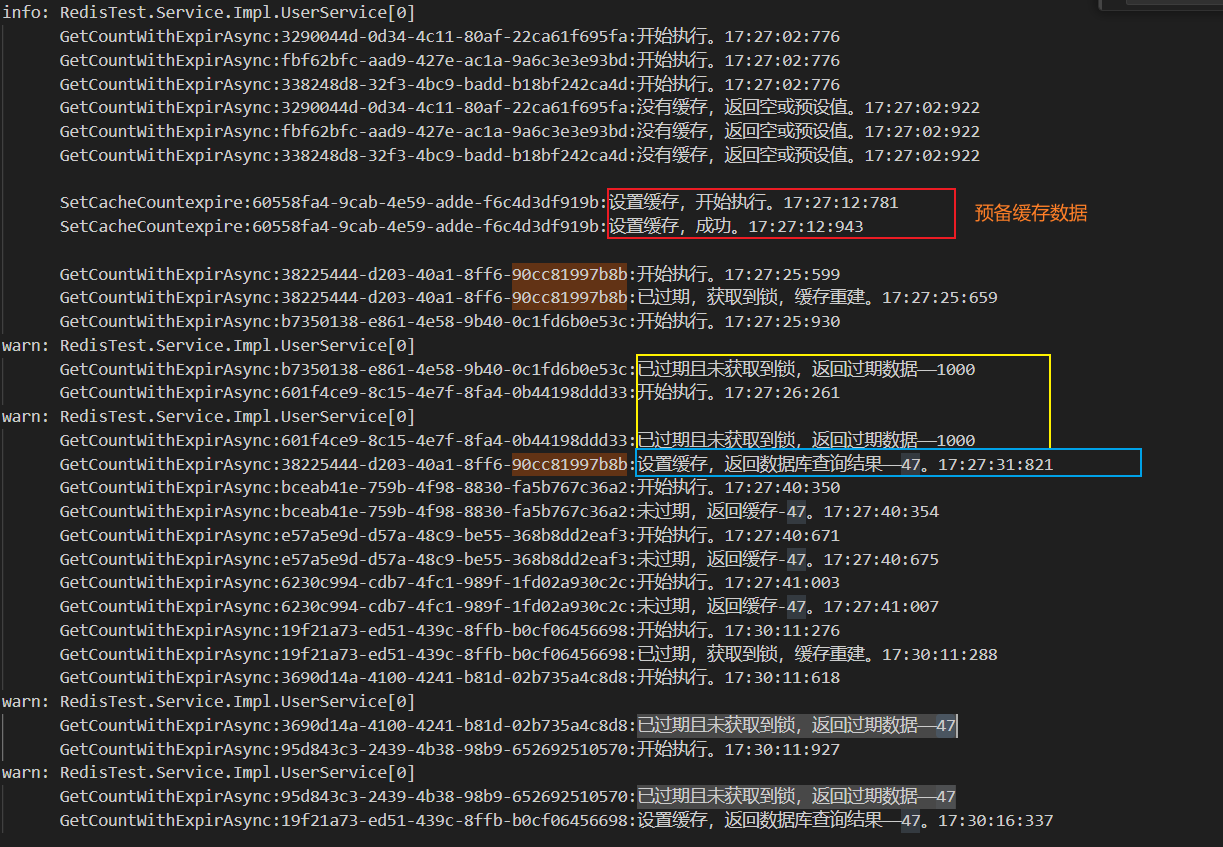 info: RedisTest.Service.Impl.UserService[0]
GetCountWithExpirAsync:3290044d-0d34-4c11-80af-22ca61f695fa:开始执行。17:27:02:776
GetCountWithExpirAsync:fbf62bfc-aad9-427e-ac1a-9a6c3e3e93bd:开始执行。17:27:02:776
GetCountWithExpirAsync:338248d8-32f3-4bc9-badd-b18bf242ca4d:开始执行。17:27:02:776
GetCountWithExpirAsync:3290044d-0d34-4c11-80af-22ca61f695fa:没有缓存，返回空或预设值。17:27:02:922
GetCountWithExpirAsync:fbf62bfc-aad9-427e-ac1a-9a6c3e3e93bd:没有缓存，返回空或预设值。17:27:02:922
GetCountWithExpirAsync:338248d8-32f3-4bc9-badd-b18bf242ca4d:没有缓存，返回空或预设值。17:27:02:922
SetCacheCountexpire:60558fa4-9cab-4e59-adde-f6c4d3df919b:设置缓存，开始执行。17:27:12:781
SetCacheCountexpire:60558fa4-9cab-4e59-adde-f6c4d3df919b:设置缓存，成功。17:27:12:943
预备缓存数据
GetCountWithExpirAsync:38225444-d203-40a1-8ff6-90cc81997b8b:开始执行。17:27:25:599
GetCountWithExpirAsync:38225444-d203-40a1-8ff6-90cc81997b8b:已过期，获取到锁，缓存重建。17:27:25:659
GetCountWithExpirAsync:b7350138-e861-4e58-9b40-0c1fd6b0e53c:开始执行。17:27:25:930
warn: RedisTest.Service.Impl.UserService[0]
GetCountWithExpirAsync:b7350138-e861-4e58-9b40-0c1fd6b0e53c:已过期且未获取到锁，返回过期数据——1000
GetCountWithExpirAsync:601f4ce9-8c15-4e7f-8fa4-0b44198ddd33:开始执行。17:27:26:261
warn: RedisTest.Service.Impl.UserService[0]
GetCountWithExpirAsync:601f4ce9-8c15-4e7f-8fa4-0b44198ddd33:已过期且未获取到锁，返回过期数据——1000
GetCountWithExpirAsync:38225444-d203-40a1-8ff6-90cc81997b8b:设置缓存，返回数据库查询结果——47。17:27:31:821
GetCountWithExpirAsync:bceab41e-759b-4f98-8830-fa5b767c36a2:开始执行。17:27:40:350
GetCountWithExpirAsync:bceab41e-759b-4f98-8830-fa5b767c36a2:未过期，返回缓存-47。17:27:40:354
GetCountWithExpirAsync:e57a5e9d-d57a-48c9-be55-368b8dd2eaf3:开始执行。17:27:40:671
GetCountWithExpirAsync:e57a5e9d-d57a-48c9-be55-368b8dd2eaf3:未过期，返回缓存-47。17:27:40:675
GetCountWithExpirAsync:6230c994-cdb7-4fc1-989f-1fd02a930c2c:开始执行。17:27:41:003
GetCountWithExpirAsync:6230c994-cdb7-4fc1-989f-1fd02a930c2c:未过期，返回缓存-47。17:27:41:007
GetCountWithExpirAsync:19f21a73-ed51-439c-8ffb-b0cf06456698:开始执行。17:30:11:276
GetCountWithExpirAsync:19f21a73-ed51-439c-8ffb-b0cf06456698:已过期，获取到锁，缓存重建。17:30:11:288
GetCountWithExpirAsync:3690d14a-4100-4241-b81d-02b735a4c8d8:开始执行。17:30:11:618
warn: RedisTest.Service.Impl.UserService[0]
GetCountWithExpirAsync:3690d14a-4100-4241-b81d-02b735a4c8d8:已过期且未获取到锁，返回过期数据——47
GetCountWithExpirAsync:95d843c3-2439-4b38-98b9-652692510570:开始执行。17:30:11:927
warn: RedisTest.Service.Impl.UserService[0]
GetCountWithExpirAsync:95d843c3-2439-4b38-98b9-652692510570:已过期且未获取到锁，返回过期数据——47
GetCountWithExpirAsync:19f21a73-ed51-439c-8ffb-b0cf06456698:设置缓存，返回数据库查询结果——47。17:30:16:337